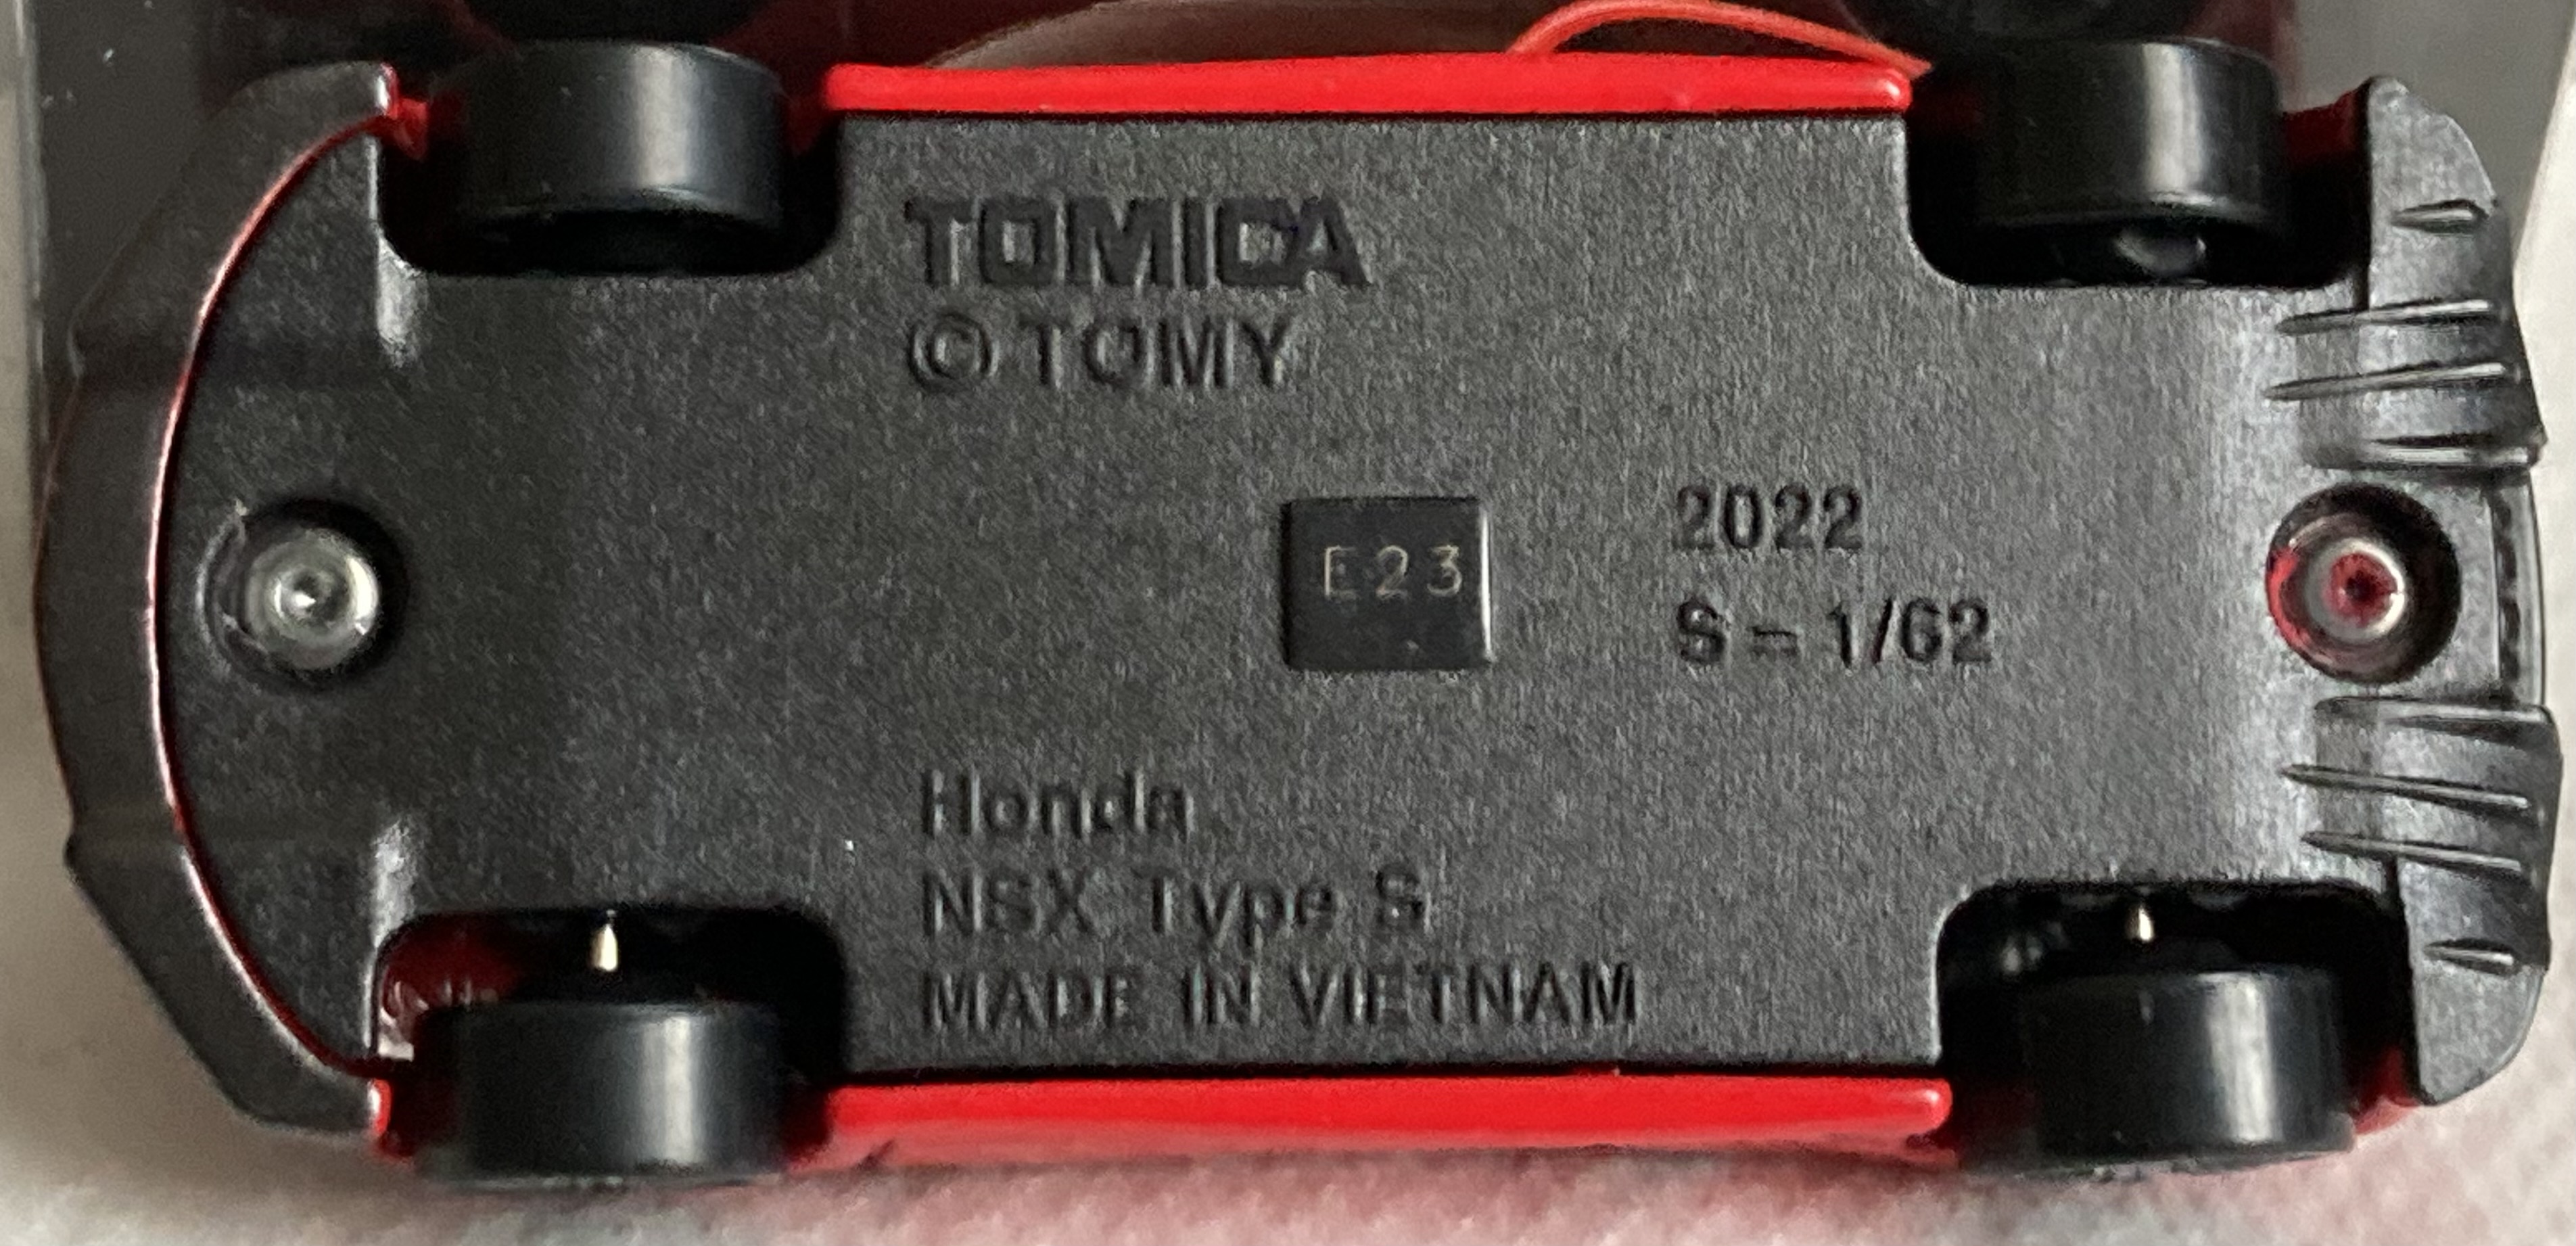 TOMICA
© TOMY
E23
2022
S = 1/62
Honda
NSX Type S
MADE IN VIETNAM